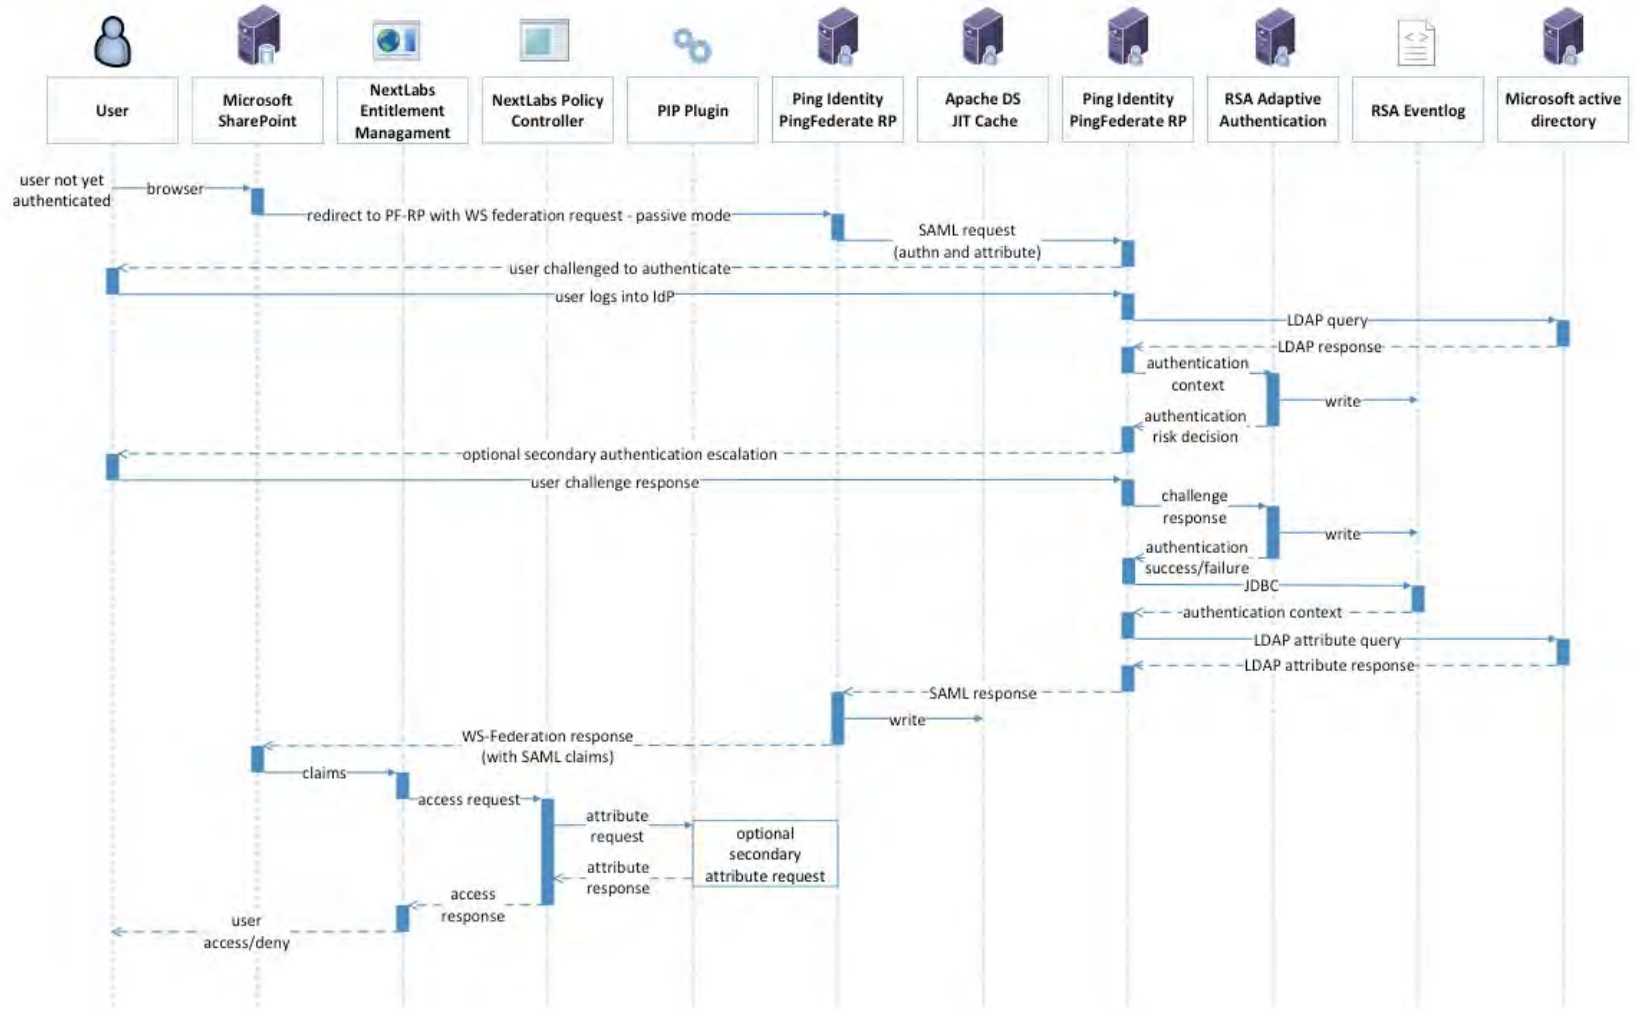 User
Microsoft
SharePoint
NextLabs
Entitlement
Managament
NextLabs Policy
Controller
PIP Plugin
Ping Identity
PingFederate RP
Apache DS
JIT Cache
Ping Identity
PingFederate RP
RSA Adaptive
Authentication
RSA Eventlog
Microsoft active
directory
user not yet
authenticated
browser
redirect to PF-RP with WS federation request - passive mode
SAML request
(authn and attribute)
user challenged to authenticate
user logs into IdP
LDAP query
LDAP response
authentication
context
write
authentication
risk decision
optional secondary authentication escalation
user challenge response
challenge
response
write
authentication
success/failure
JDBC
authentication context
LDAP attribute query
LDAP attribute response
SAML response
write
WS-Federation response
(with SAML claims)
claims
access request
attribute
request
optional
secondary
attribute request
attribute
response
access
response
user
access/deny